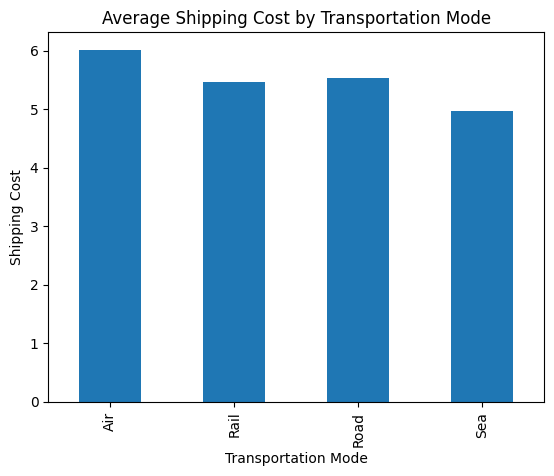 Average Shipping Cost by Transportation Mode
6
5
4
3
2
1
0
Shipping Cost
Air
Rail
Road
Sea
Transportation Mode